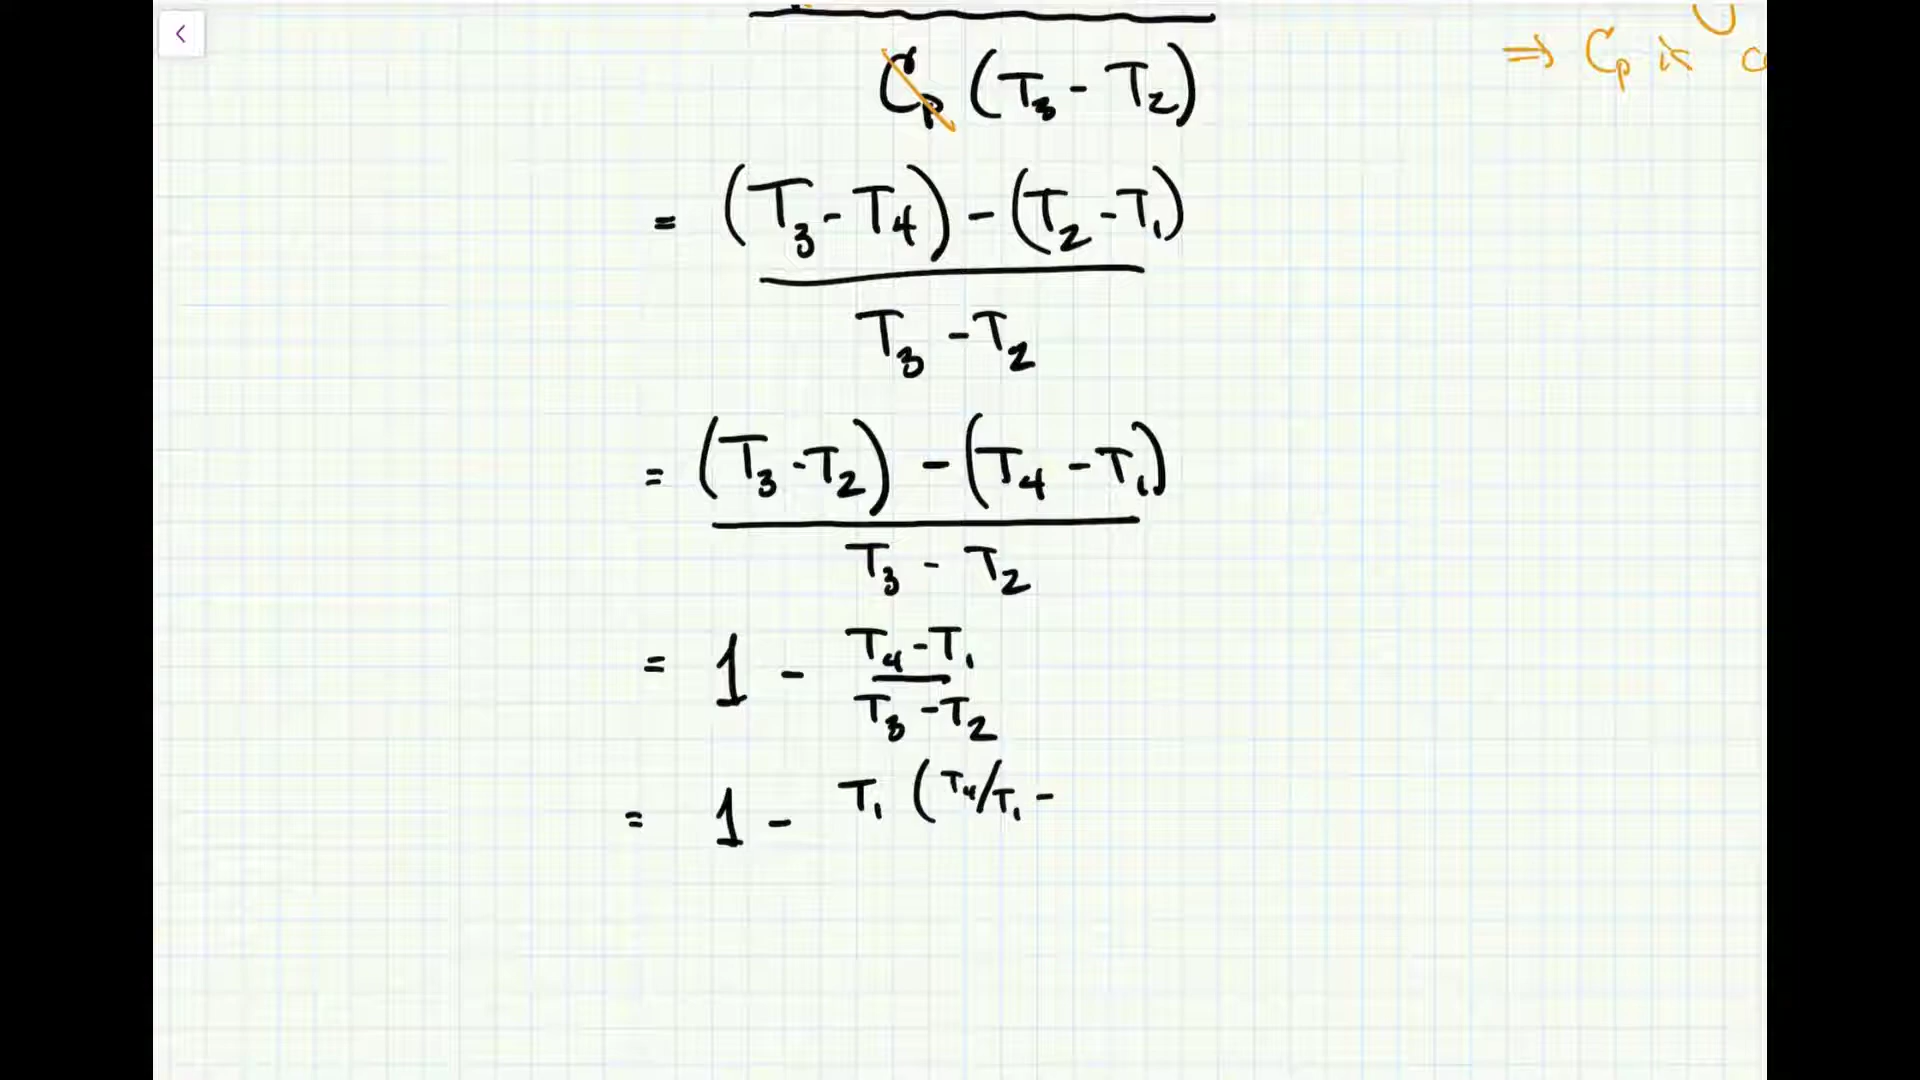 ⇒ Cp is
Cp (T3 - T2)
= (T3 - T4) - (T2 - T1)
T3 - T2
= (T3 - T2) - (T4 - T1)
T3 - T2
= 1 - T4 - T1
T3 - T2
= 1 - T1 (T4/T1 -